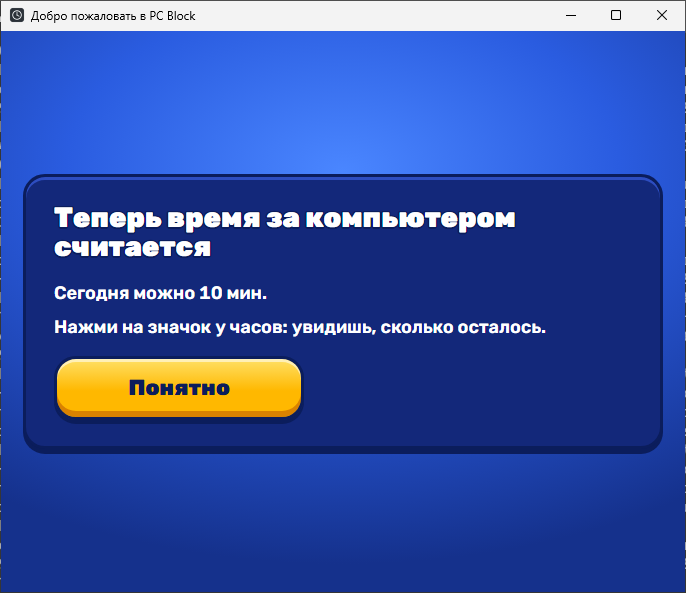 Добро пожаловать в PC Block
Теперь время за компьютером
считается
Сегодня можно 10 мин.
Нажми на значок у часов: увидишь, сколько осталось.
Понятно